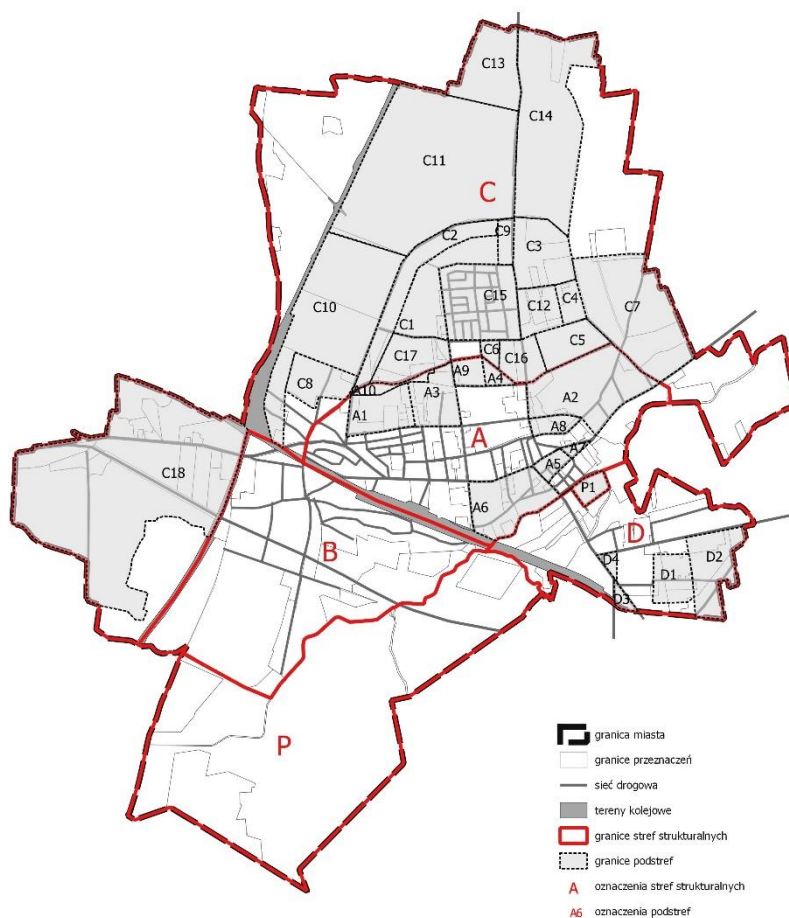 C13
C14
C11
C
C2
C9
C3
C10
C15
C12
C4
C7
C1
C5
C17
C6
C16
C8
A9
A4
A10
A3
A2
A1
A8
A
A7
C18
A5
P1
A6
D
B
D4
D1
D2
D3
P
granica miasta
granice przeznaczeń
sieć drogowa
tereny kolejowe
granice stref strukturalnych
granice podstref
A oznaczenia stref strukturalnych
A6 oznaczenia podstref